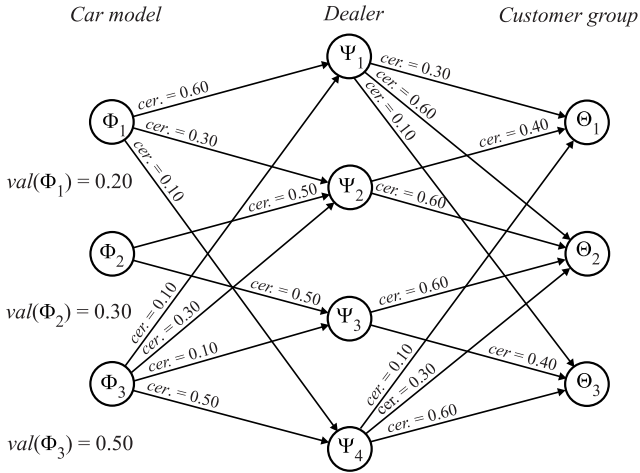 Car model
Dealer
Customer group
Ψ1
cer. = 0.30
cer. = 0.60
cer. = 0.60
cer. = 0.10
Φ1
cer. = 0.30
cer. = 0.40
Θ1
cer. = 0.10
val(Φ1) = 0.20
cer. = 0.50
Ψ2
cer. = 0.60
Φ2
Θ2
cer. = 0.50
cer. = 0.60
val(Φ2) = 0.30
Ψ3
cer. = 0.10
cer. = 0.30
cer. = 0.10
cer. = 0.40
Φ3
cer. = 0.50
cer. = 0.10
cer. = 0.30
Θ3
cer. = 0.60
val(Φ3) = 0.50
Ψ4